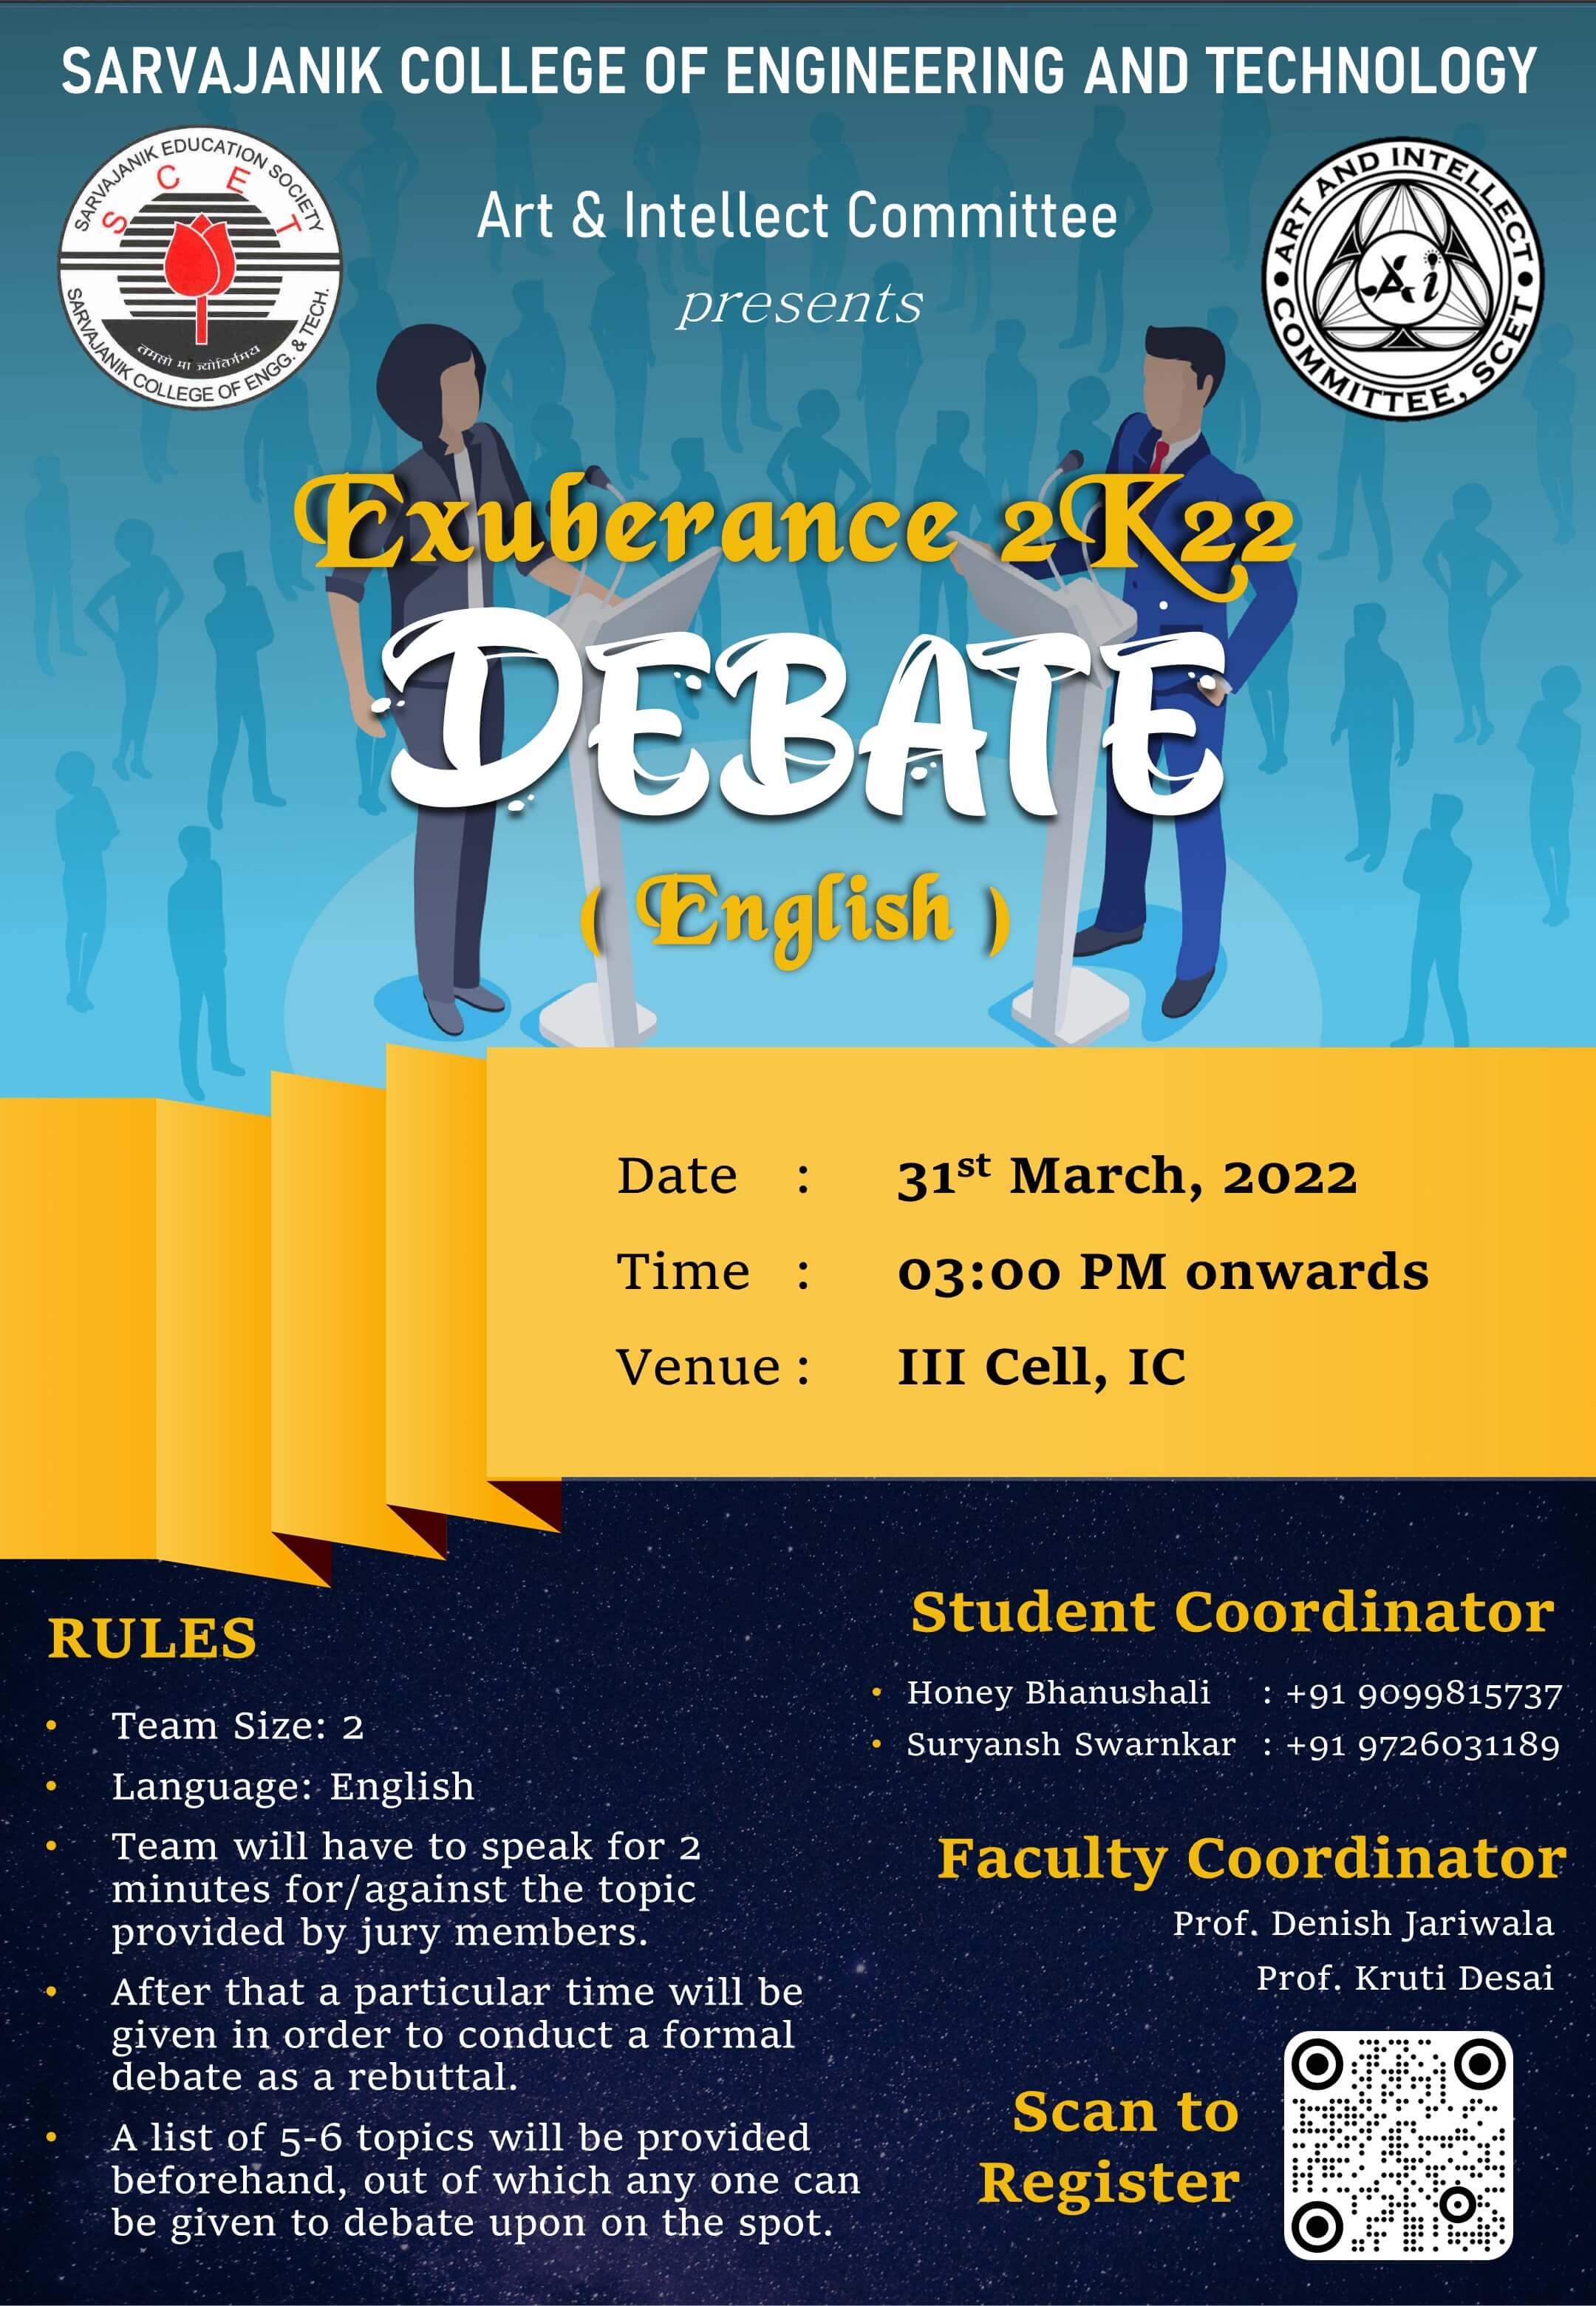 SARVAJANIK COLLEGE OF ENGINEERING AND TECHNOLOGY
SARVAJANIK EDUCATION SOCIETY
S C E T
तमसो मा ज्योतिर्गमय
SARVAJANIK COLLEGE OF ENGG. & TECH.
Art & Intellect Committee
presents
ART AND INTELLECT
Ai
COMMITTEE, SCET
Exuberance 2K22
DEBATE
( English )
Date : 31st March, 2022
Time : 03:00 PM onwards
Venue : III Cell, IC
RULES
• Team Size: 2
• Language: English
• Team will have to speak for 2
minutes for/against the topic
provided by jury members.
• After that a particular time will be
given in order to conduct a formal
debate as a rebuttal.
• A list of 5-6 topics will be provided
beforehand, out of which any one can
be given to debate upon on the spot.
Student Coordinator
• Honey Bhanushali : +91 9099815737
• Suryansh Swarnkar : +91 9726031189
Faculty Coordinator
Prof. Denish Jariwala
Prof. Kruti Desai
Scan to
Register